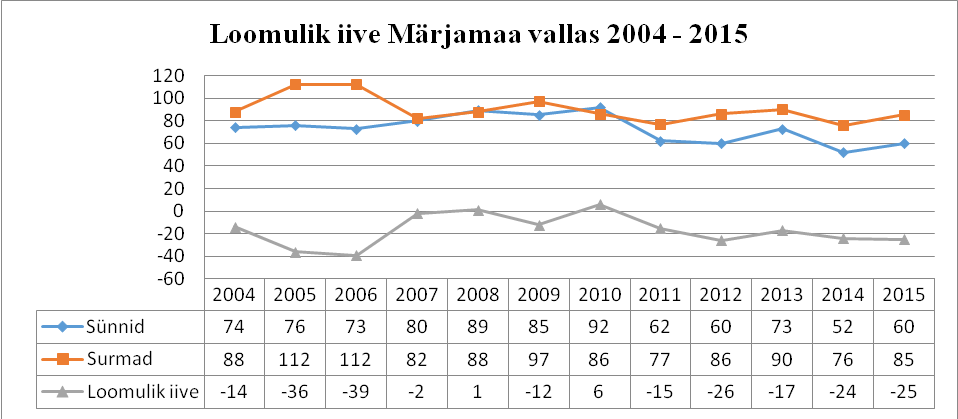 Loomulik iive Märjamaa vallas 2004 - 2015
120
100
80
60
40
20
0
-20
-40
-60
2004 2005 2006 2007 2008 2009 2010 2011 2012 2013 2014 2015
Sünnid 74 76 73 80 89 85 92 62 60 73 52 60
Surmad 88 112 112 82 88 97 86 77 86 90 76 85
Loomulik iive -14 -36 -39 -2 1 -12 6 -15 -26 -17 -24 -25